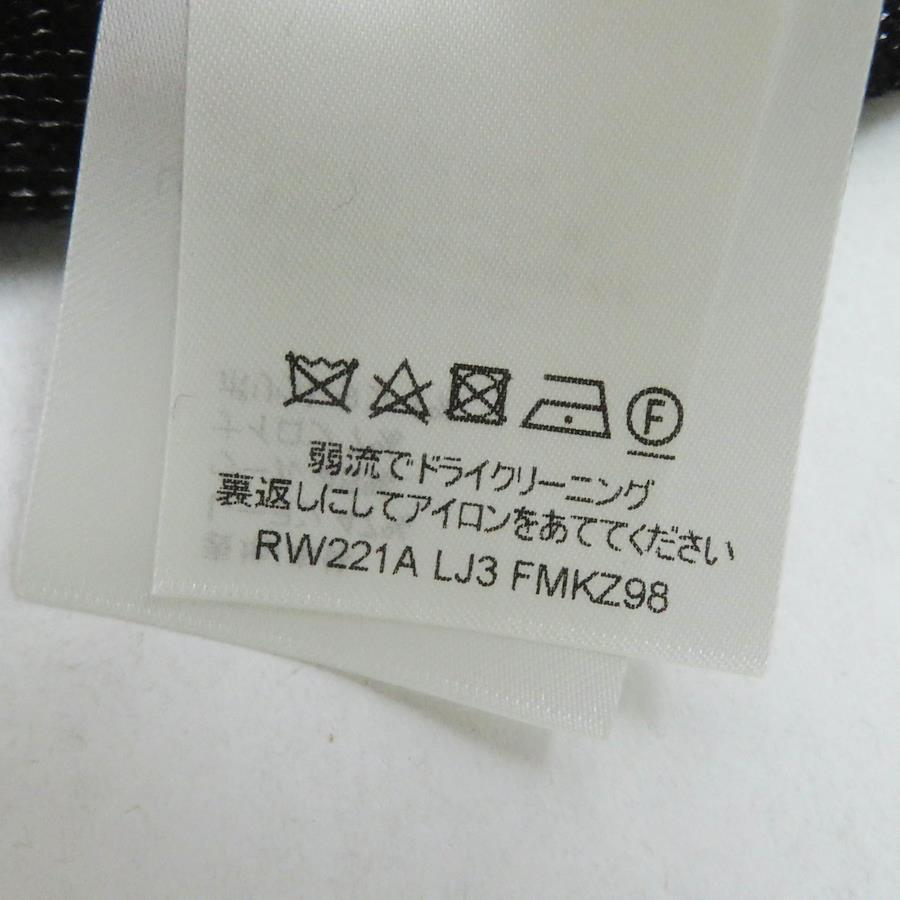 F
弱流でドライクリーニング
裏返しにしてアイロンをあててください
RW221A LJ3 FMKZ98